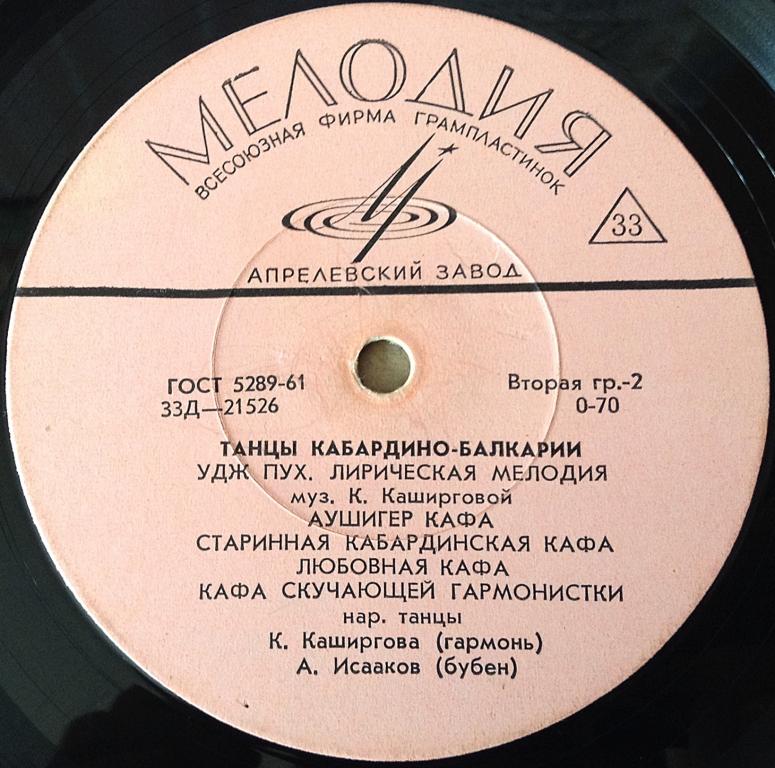 МЕЛОДИЯ
ВСЕСОЮЗНАЯ ФИРМА ГРАМПЛАСТИНОК
33
АПРЕЛЕВСКИЙ ЗАВОД
ГОСТ 5289-61 Вторая гр.-2
33Д—21526 0-70
ТАНЦЫ КАБАРДИНО-БАЛКАРИИ
УДЖ ПУХ. ЛИРИЧЕСКАЯ МЕЛОДИЯ
муз. К. Каширговой
АУШИГЕР КАФА
СТАРИННАЯ КАБАРДИНСКАЯ КАФА
ЛЮБОВНАЯ КАФА
КАФА СКУЧАЮЩЕЙ ГАРМОНИСТКИ
нар. танцы
К. Каширгова (гармонь)
А. Исааков (бубен)